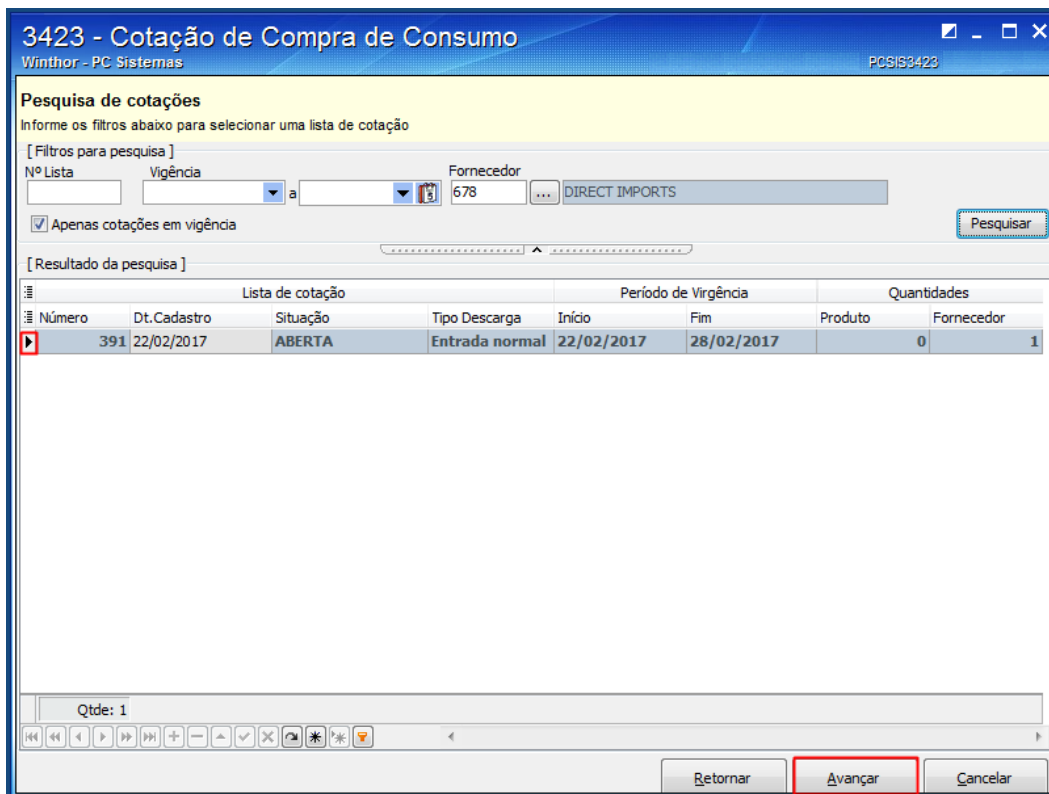 3423 - Cotação de Compra de Consumo
Winthor - PC Sistemas PCSIS3423
Pesquisa de cotações
Informe os filtros abaixo para selecionar uma lista de cotação
[ Filtros para pesquisa ]
Nº Lista Vigência Fornecedor
a 678 ... DIRECT IMPORTS
Apenas cotações em vigência Pesquisar
[ Resultado da pesquisa ]
Lista de cotação Período de Virgência Quantidades
Número Dt.Cadastro Situação Tipo Descarga Início Fim Produto Fornecedor
391 22/02/2017 ABERTA Entrada normal 22/02/2017 28/02/2017 0 1
Qtde: 1
Retornar Avançar Cancelar